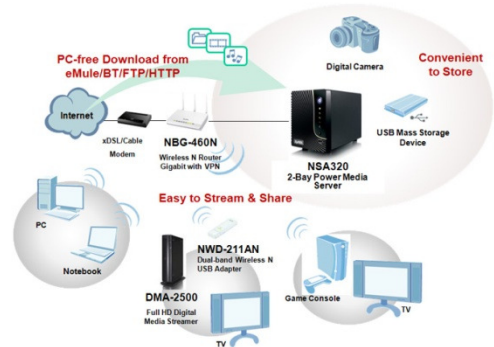 PC-free Download from
eMule/BT/FTP/HTTP
Digital Camera
Convenient
to Store
Internet
xDSL/Cable
Modem
NBG-460N
Wireless N Router
Gigabit with VPN
NSA320
2-Bay Power Media
Server
USB Mass Storage
Device
Easy to Stream & Share
PC
Notebook
NWD-211AN
Dual-band Wireless N
USB Adapter
DMA-2500
Full HD Digital
Media Streamer
TV
Game Console
TV